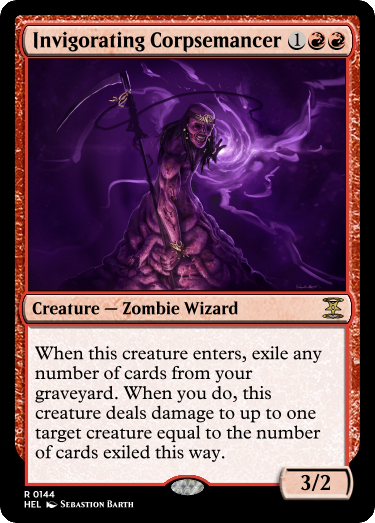 Invigorating Corpsemancer 1
Creature — Zombie Wizard
When this creature enters, exile any
number of cards from your
graveyard. When you do, this
creature deals damage to up to one
target creature equal to the number
of cards exiled this way.
3/2
R 0144
HEL Sebastion Barth